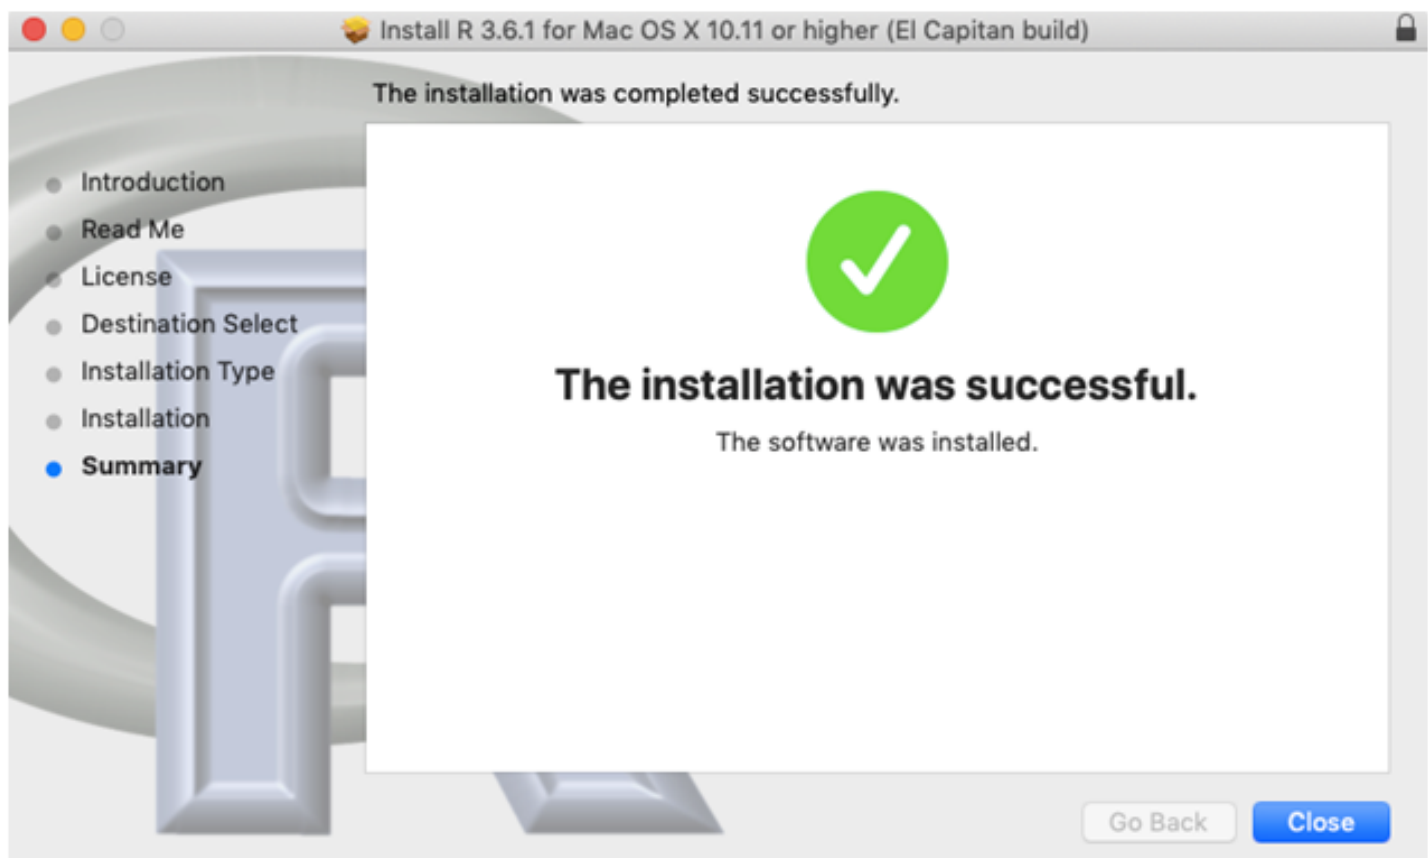 Install R 3.6.1 for Mac OS X 10.11 or higher (El Capitan build)
The installation was completed successfully.
Introduction
Read Me
License
Destination Select
Installation Type
Installation
Summary
The installation was successful.
The software was installed.
Go Back
Close
R